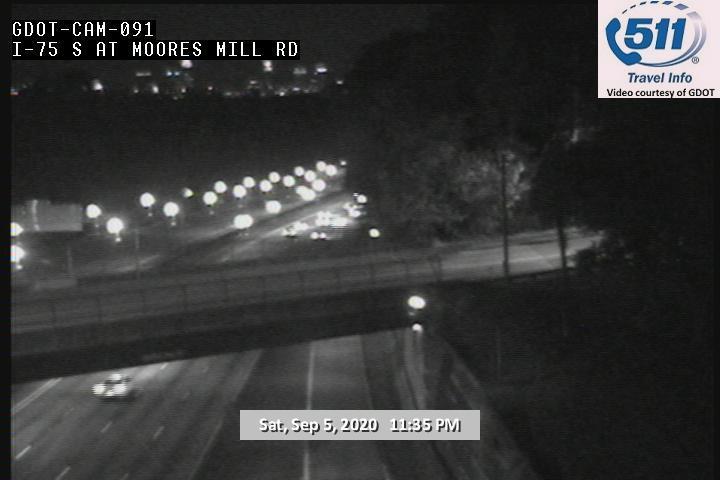 GDOT-CAM-091
I-75 S AT MOORES MILL RD
511
®
Travel Info
Video courtesy of GDOT
Sat, Sep 5, 2020 11:35 PM